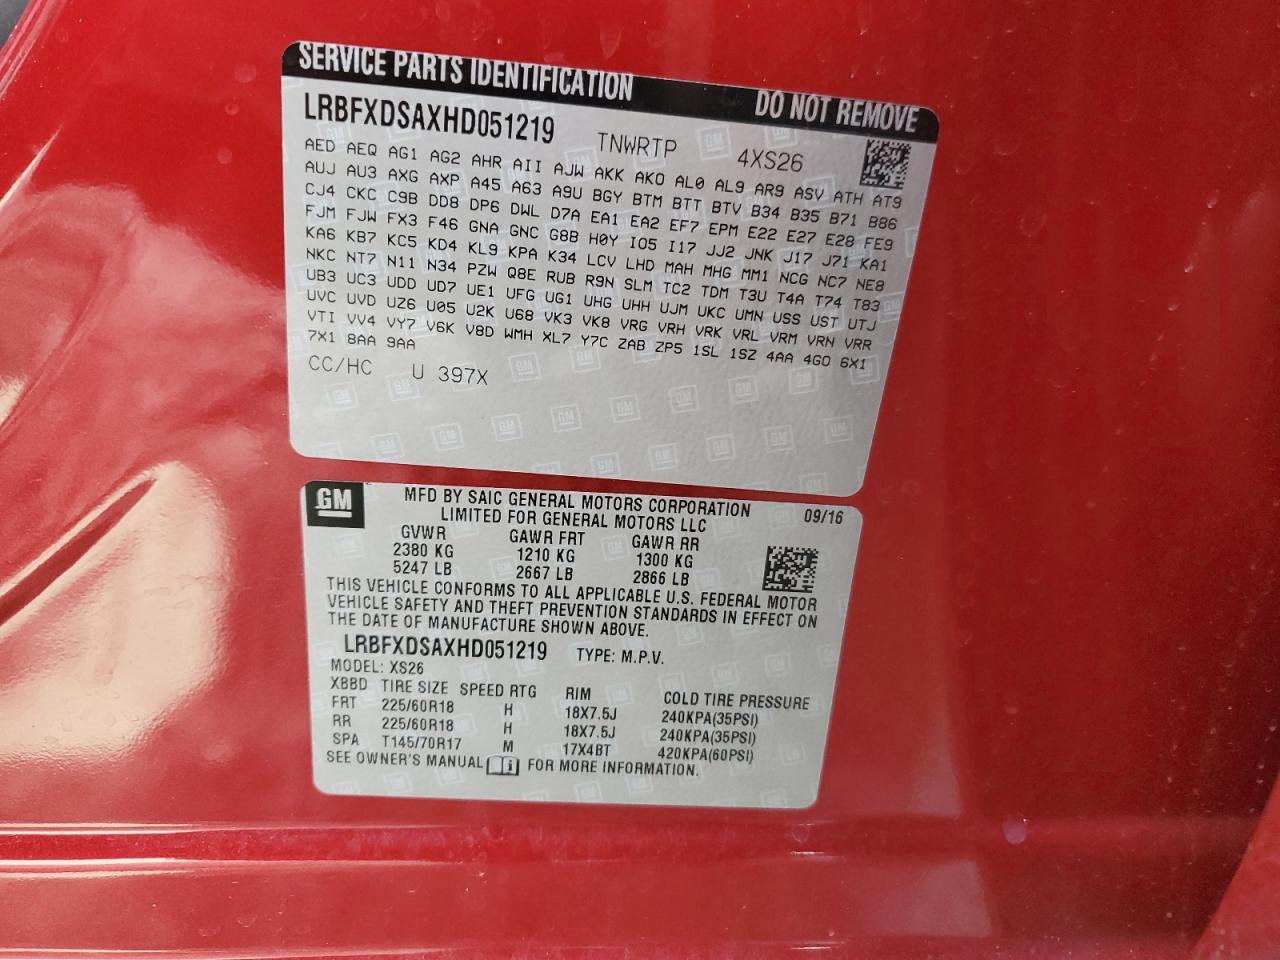 SERVICE PARTS IDENTIFICATION DO NOT REMOVE
LRBFXDSAXHD051219 TNWRTP 4XS26
AED AEQ AG1 AG2 AHR AII AJW AKK AKO AL0 AL9 AR9 ASV ATH AT9
AUJ AU3 AXG AXP A45 A63 A9U BGY BTM BTT BTV B34 B35 B71 B86
CJ4 CKC C9B DD8 DP6 DWL D7A EA1 EA2 EF7 EPM E22 E27 E28 FE9
FJM FJW FX3 F46 GNA GNC G8B H0Y IO5 I17 JJ2 JNK J17 J71 KA1
KA6 KB7 KC5 KD4 KL9 KPA K34 LCV LHD MAH MHG MM1 NCG NC7 NE8
NKC NT7 N11 N34 PZW Q8E RUB R9N SLM TC2 TDM T3U T4A T74 T83
UB3 UC3 UDD UD7 UE1 UFG UG1 UHG UHH UJM UKC UMN USS UST UTJ
UVC UVD UZ6 U05 U2K U68 VK3 VK8 VRG VRH VRK VRL VRM VRN VRR
VTI VV4 VY7 V6K V8D WMH XL7 Y7C ZAB ZP5 1SL 1SZ 4AA 4GO 6X1
7X1 8AA 9AA
CC/HC U 397X
GM MFD BY SAIC GENERAL MOTORS CORPORATION 09/16
LIMITED FOR GENERAL MOTORS LLC
GVWR GAWR FRT GAWR RR
2380 KG 1210 KG 1300 KG
5247 LB 2667 LB 2866 LB
THIS VEHICLE CONFORMS TO ALL APPLICABLE U.S. FEDERAL MOTOR
VEHICLE SAFETY AND THEFT PREVENTION STANDARDS IN EFFECT ON
THE DATE OF MANUFACTURE SHOWN ABOVE.
LRBFXDSAXHD051219 TYPE: M.P.V.
MODEL: XS26
XBBD TIRE SIZE SPEED RTG RIM COLD TIRE PRESSURE
FRT 225/60R18 H 18X7.5J 240KPA(35PSI)
RR 225/60R18 H 18X7.5J 240KPA(35PSI)
SPA T145/70R17 M 17X4BT 420KPA(60PSI)
SEE OWNER'S MANUAL i FOR MORE INFORMATION.